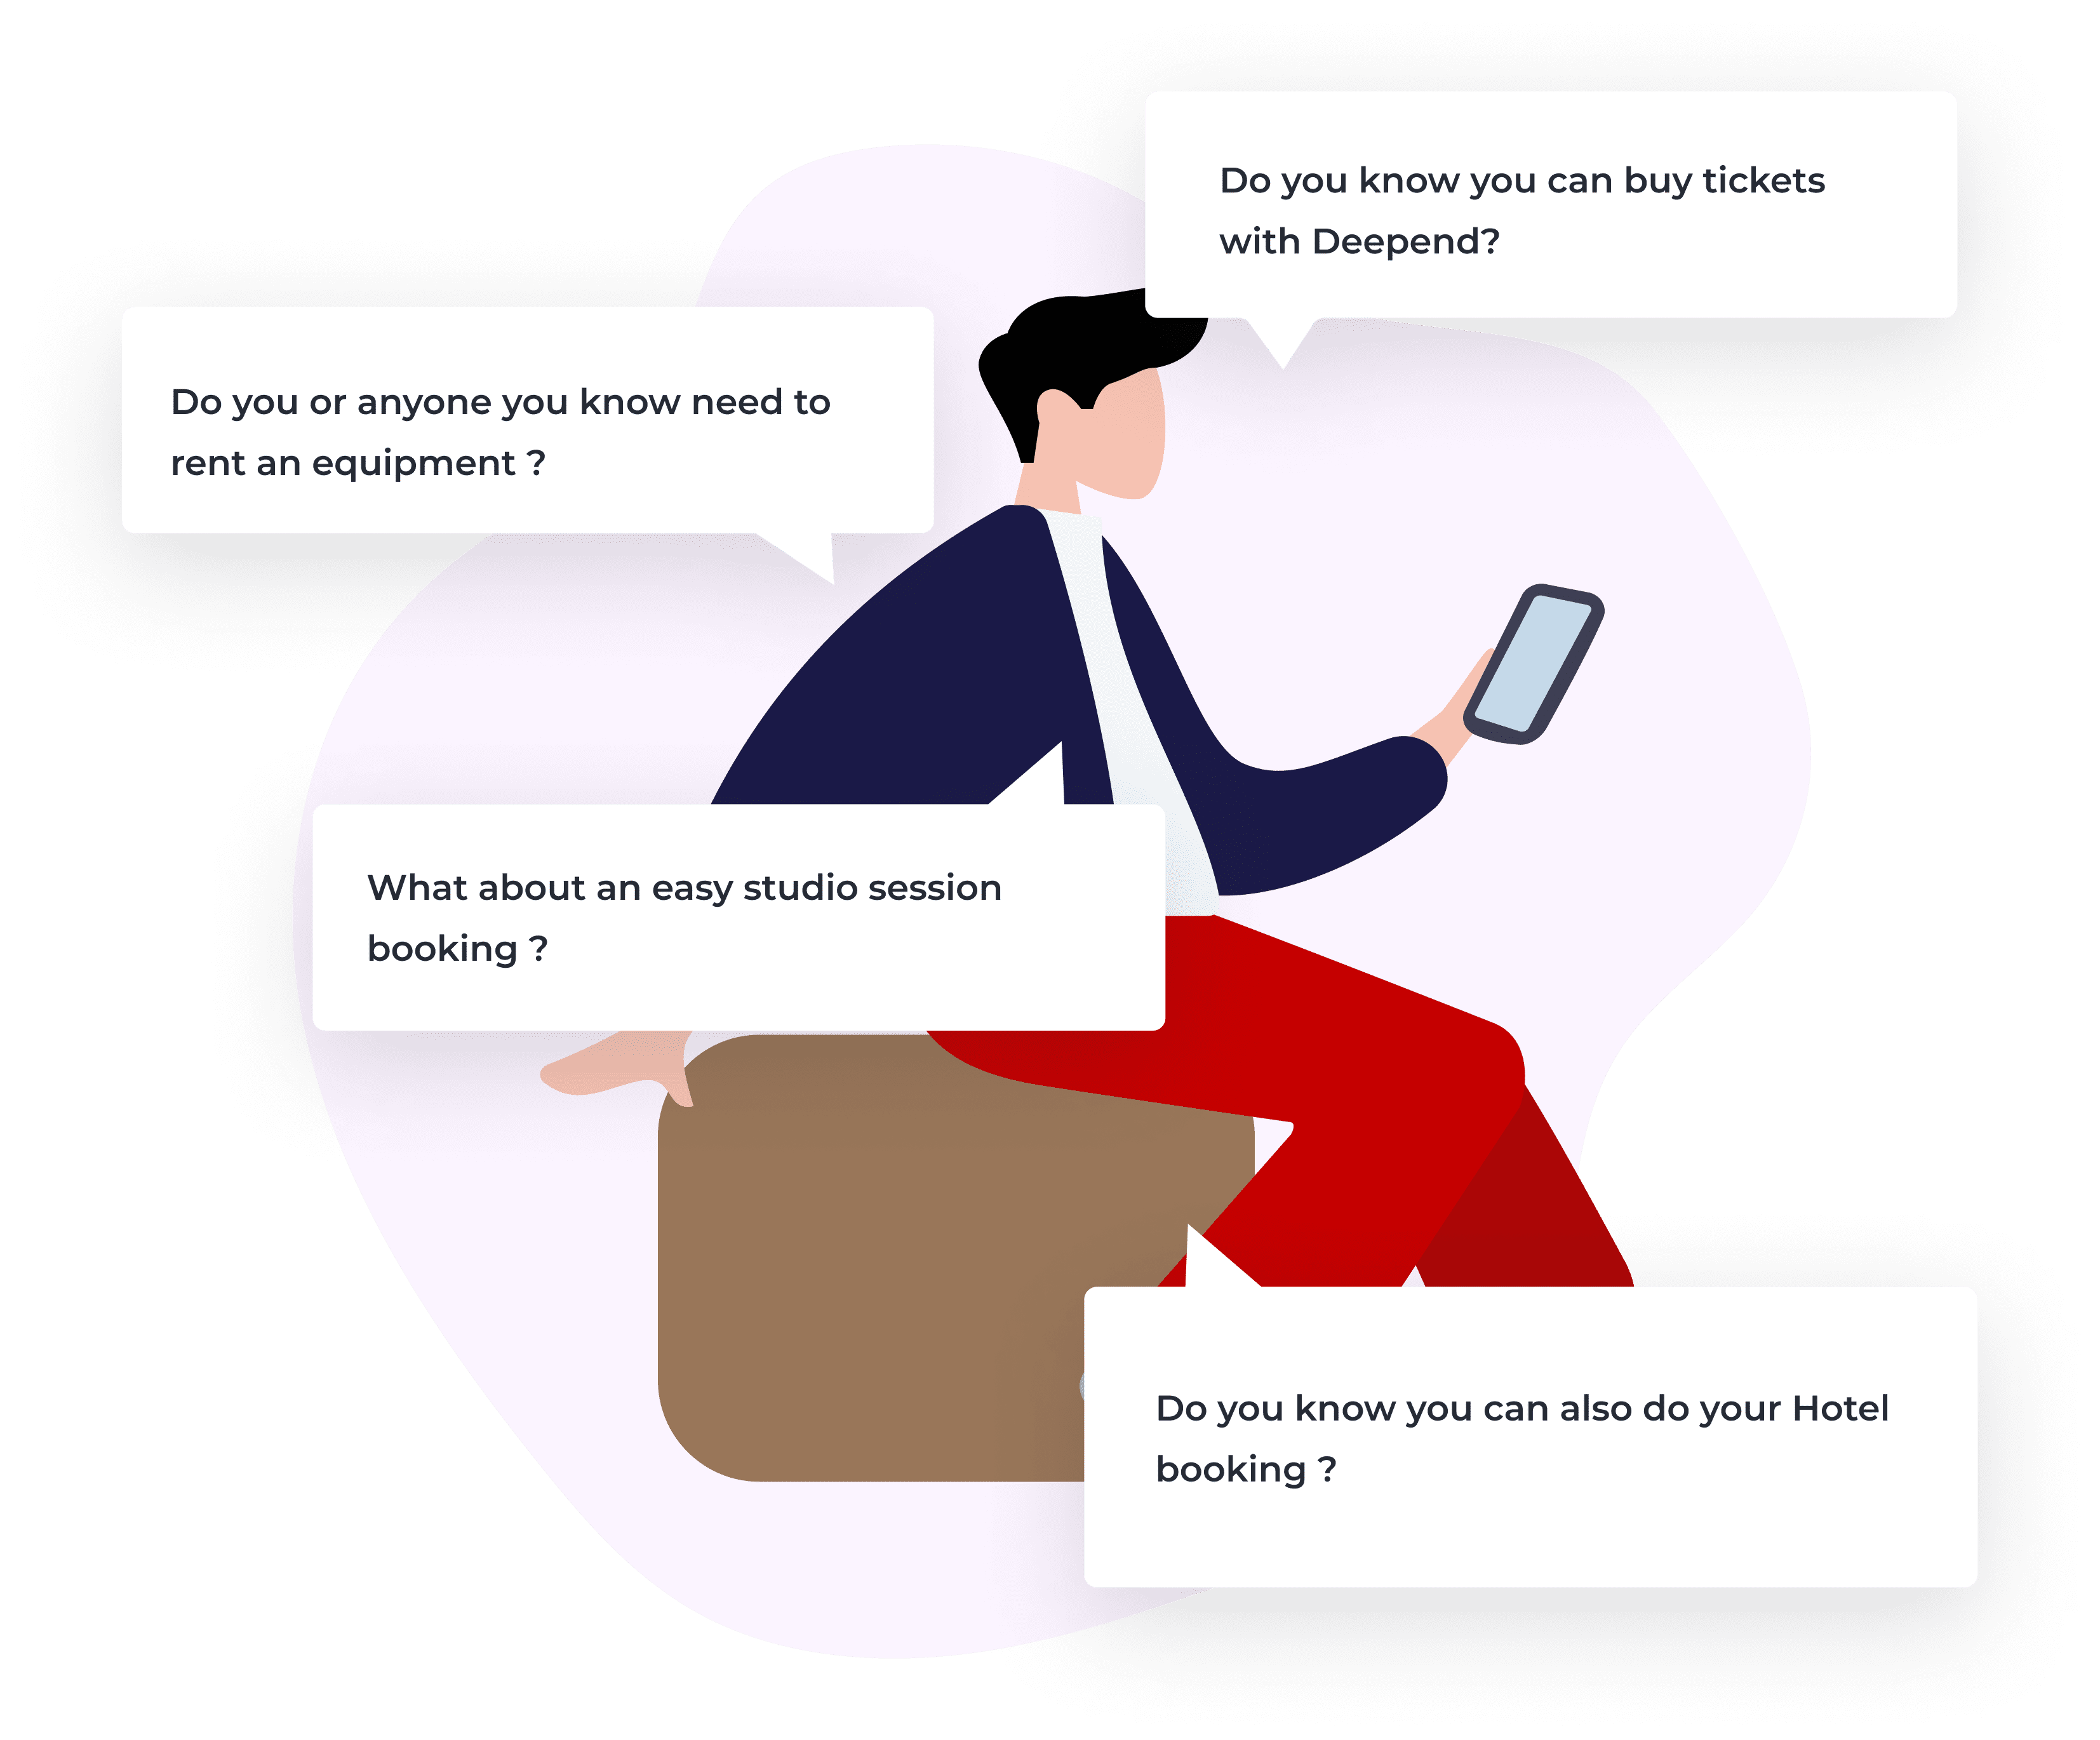 Do you know you can buy tickets
with Deepend?
Do you or anyone you know need to
rent an equipment ?
What about an easy studio session
booking ?
Do you know you can also do your Hotel
booking ?